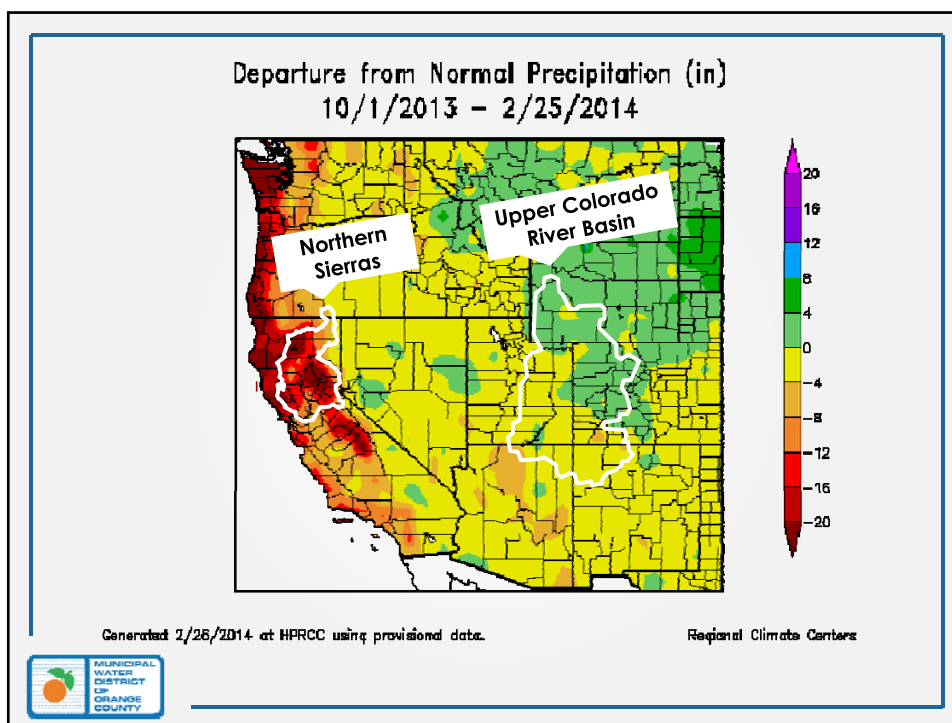 Departure from Normal Precipitation (in)
10/1/2013 – 2/25/2014
Northern
Sierras
Upper Colorado
River Basin
20
16
12
8
4
0
-4
-8
-12
-16
-20
Generated 2/26/2014 at HPRCC using provisional data.
Regional Climate Centers
MUNICIPAL
WATER
DISTRICT
OF
ORANGE
COUNTY